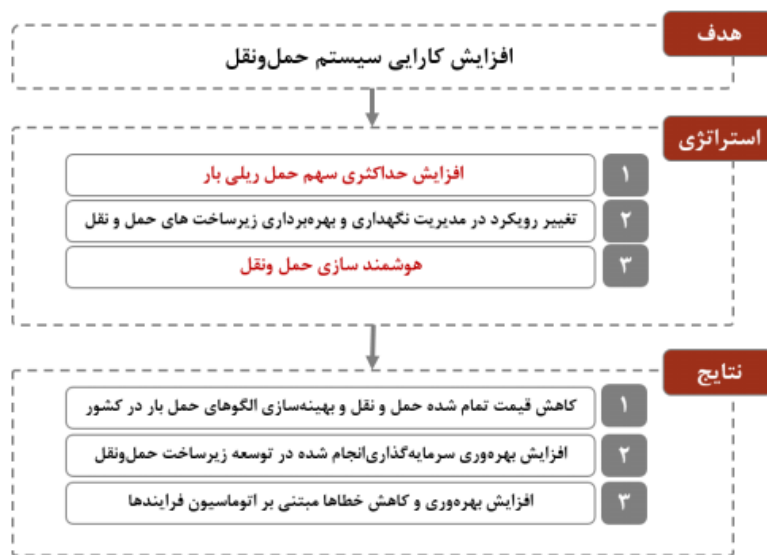 هدف
افزایش کارایی سیستم حمل‌ونقل
استراتژی
۱ افزایش حداکثری سهم حمل ریلی بار
۲ تغییر رویکرد در مدیریت نگهداری و بهره‌برداری زیرساخت های حمل و نقل
۳ هوشمند سازی حمل ونقل
نتایج
۱ کاهش قیمت تمام شده حمل و نقل و بهینه‌سازی الگوهای حمل بار در کشور
۲ افزایش بهره‌وری سرمایه‌گذاری‌انجام شده در توسعه زیرساخت حمل‌ونقل
۳ افزایش بهره‌وری و کاهش خطاها مبتنی بر اتوماسیون فرایندها